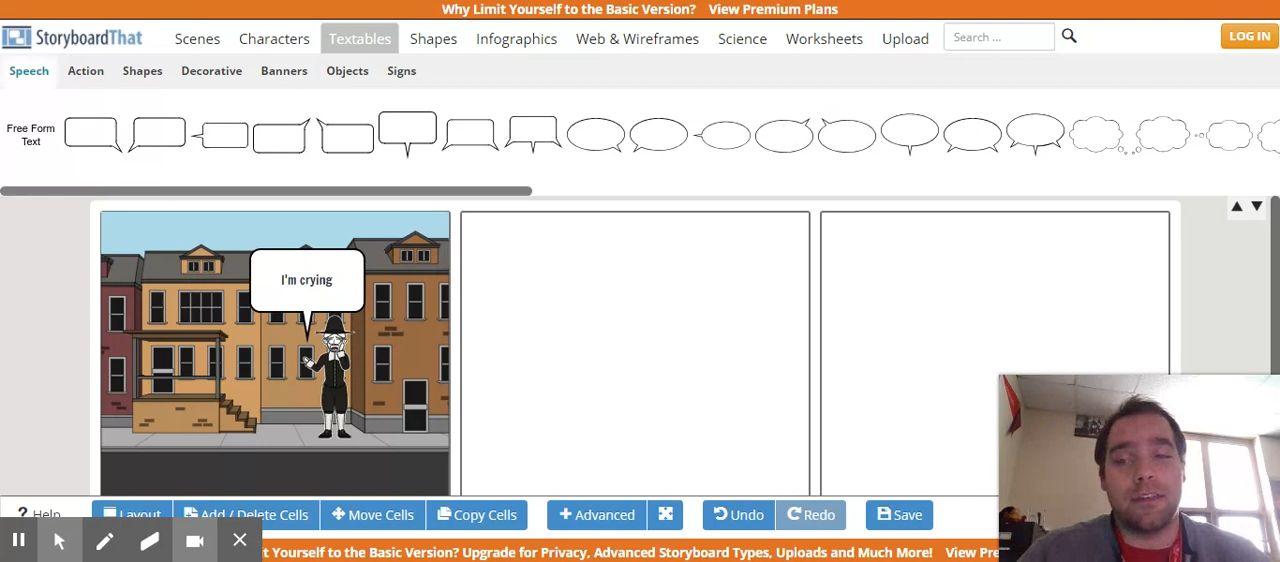 Why Limit Yourself to the Basic Version? View Premium Plans
StoryboardThat Scenes Characters Textables Shapes Infographics Web & Wireframes Science Worksheets Upload Search ... LOG IN
Speech Action Shapes Decorative Banners Objects Signs
Free Form
Text
I'm crying
? Help Layout Add / Delete Cells Move Cells Copy Cells Advanced Undo Redo Save
it Yourself to the Basic Version? Upgrade for Privacy, Advanced Storyboard Types, Uploads and Much More! View Pre